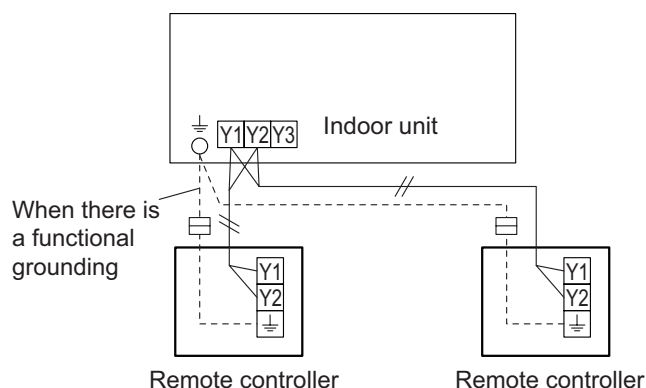 Y1 Y2 Y3 Indoor unit
When there is
a functional
grounding
Y1 Y1
Y2 Y2
Remote controller Remote controller